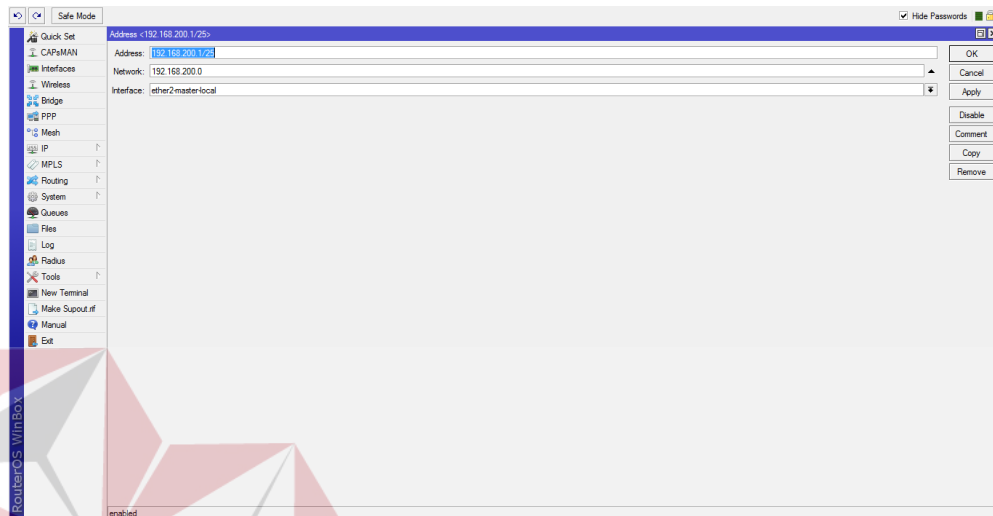 Safe Mode
Hide Passwords
Quick Set
CAPsMAN
Interfaces
Wireless
Bridge
PPP
Mesh
IP
MPLS
Routing
System
Queues
Files
Log
Radius
Tools
New Terminal
Make Supout.rif
Manual
Exit
RouterOS WinBox
Address <192.168.200.1/25>
Address: 192.168.200.1/25
Network: 192.168.200.0
Interface: ether2-master-local
OK
Cancel
Apply
Disable
Comment
Copy
Remove
enabled